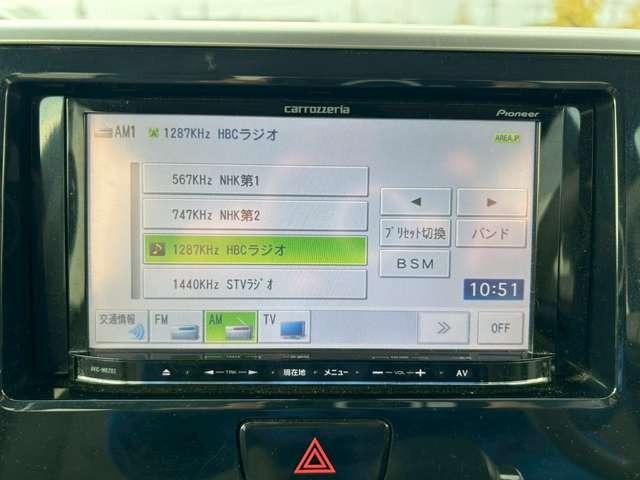 carrozzeria
Pioneer
AM1 1287KHz HBCラジオ
AREA.JP
567KHz NHK第1
747KHz NHK第2
1287KHz HBCラジオ
1440KHz STVラジオ
◄ ►
プリセット切換 バンド
BSM
10:51
交通情報 FM AM TV
≫ OFF
◄ TRK ► 現在地 メニュー − VOL + AV